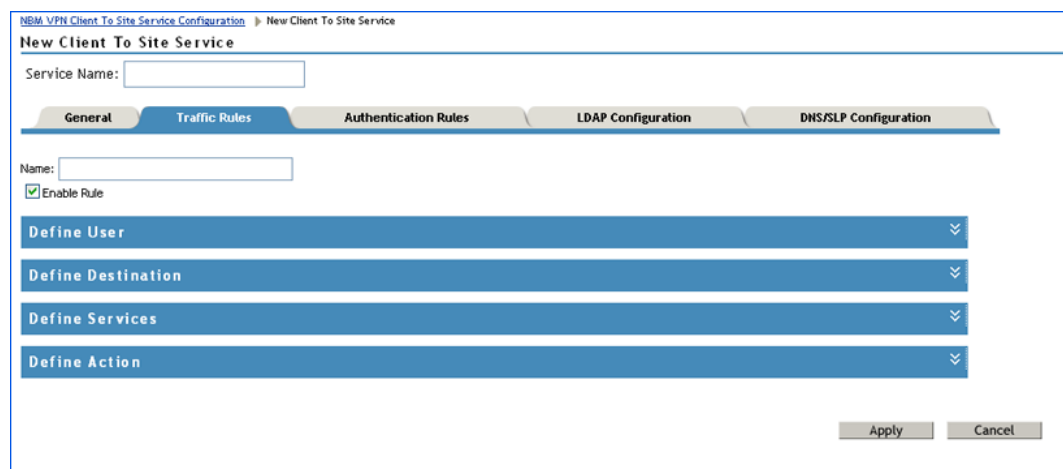 NBM VPN Client To Site Service Configuration New Client To Site Service
New Client To Site Service
Service Name:
General Traffic Rules Authentication Rules LDAP Configuration DNS/SLP Configuration
Name:
Enable Rule
Define User
Define Destination
Define Services
Define Action
Apply Cancel